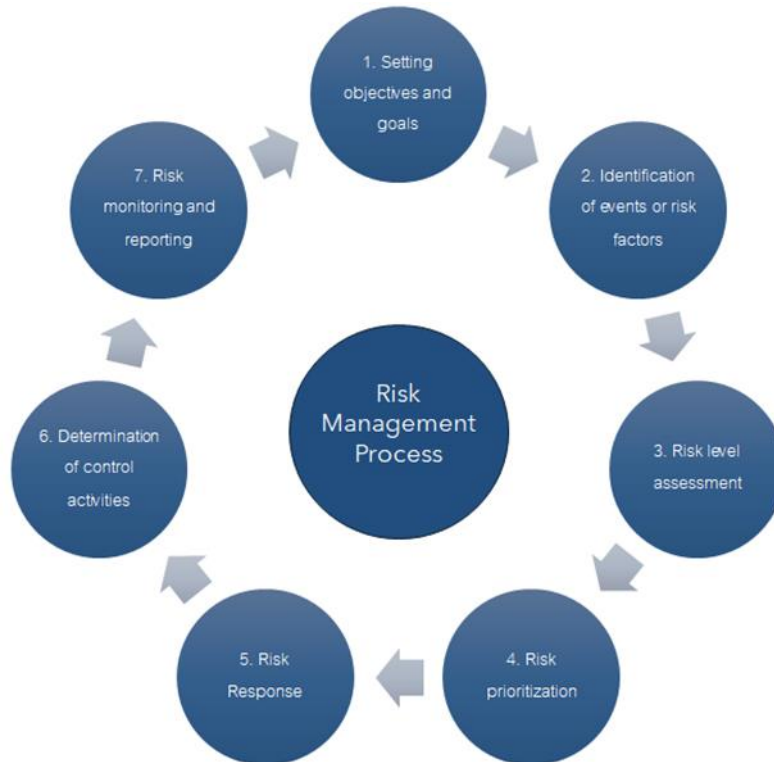 1. Setting
objectives and
goals
2. Identification
of events or risk
factors
3. Risk level
assessment
4. Risk
prioritization
5. Risk
Response
6. Determination
of control
activities
7. Risk
monitoring and
reporting
Risk
Management
Process